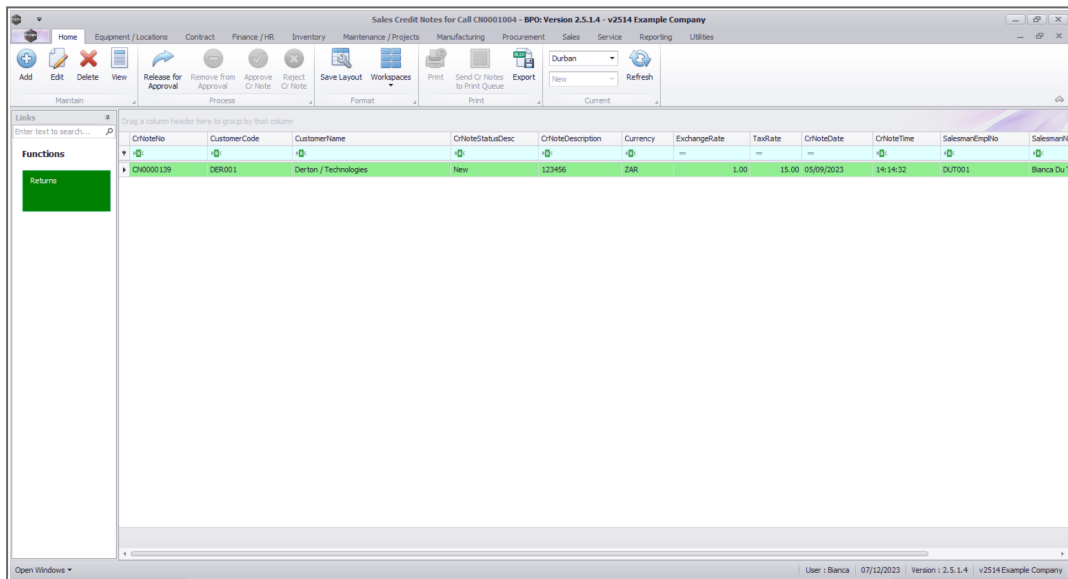 Sales Credit Notes for Call CN0001004 - BPO: Version 2.5.1.4 - v2514 Example Company
Home Equipment / Locations Contract Finance / HR Inventory Maintenance / Projects Manufacturing Procurement Sales Service Reporting Utilities
Add Edit Delete View Release for Approval Remove from Approval Approve Cr Note Reject Cr Note Save Layout Workspaces Print Send Cr Notes to Print Queue Export Durban New Refresh
Maintain Process Format Print Current
Links
Enter text to search...
Functions
Returns
Drag a column header here to group by that column
CrNoteNo CustomerCode CustomerName CrNoteStatusDesc CrNoteDescription Currency ExchangeRate TaxRate CrNoteDate CrNoteTime SalesmanEmplNo SalesmanN
CN0000139 DER001 Derton / Technologies New 123456 ZAR 1.00 15.00 05/09/2023 14:14:32 DUT001 Bianca Du
Open Windows User : Bianca 07/12/2023 Version : 2.5.1.4 v2514 Example Company